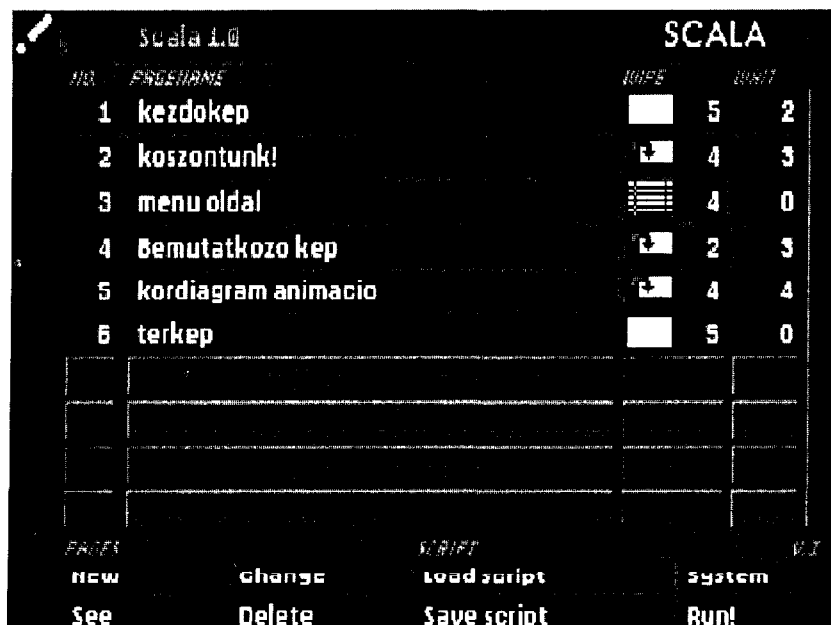 Scala 1.0 SCALA
NO. PAGENAME WIPE WAIT
1 kezdokep 5 2
2 koszontunk! 4 3
3 menu oldal 4 0
4 Bemutatkozo kep 2 3
5 kordiagram animacio 4 4
6 terkep 5 0
PAGES SCRIPT
New Change Load script System
See Delete Save script Run!